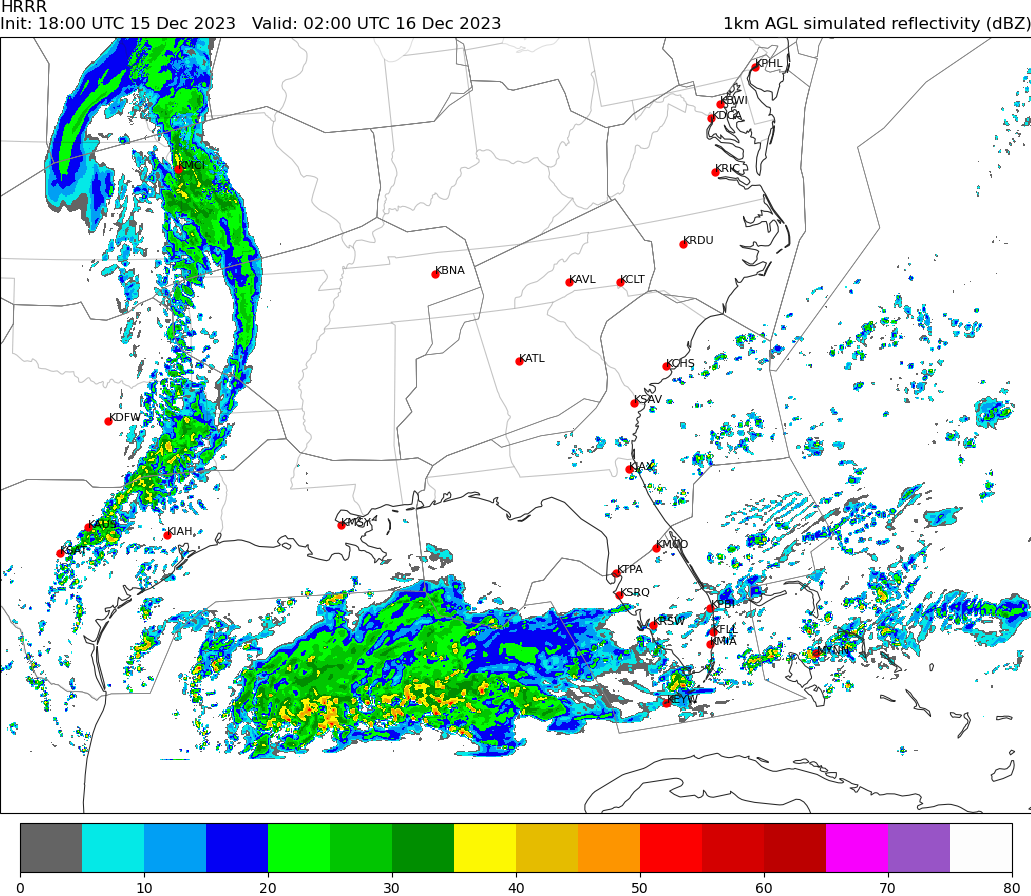 HRRR
Init: 18:00 UTC 15 Dec 2023   Valid: 02:00 UTC 16 Dec 2023   1km AGL simulated reflectivity (dBZ)
KPHL
KBWI
KDCA
KMCI
KRIC
KRDU
KBNA
KAVL
KCLT
KATL
KCHS
KSAV
KDFW
KJAX
KMSY
KAUS
KIAH
KSAT
KMCO
KTPA
KSRQ
KPBI
KRSW
KFLL
KMIA
MYNN
KEYW
0 10 20 30 40 50 60 70 80